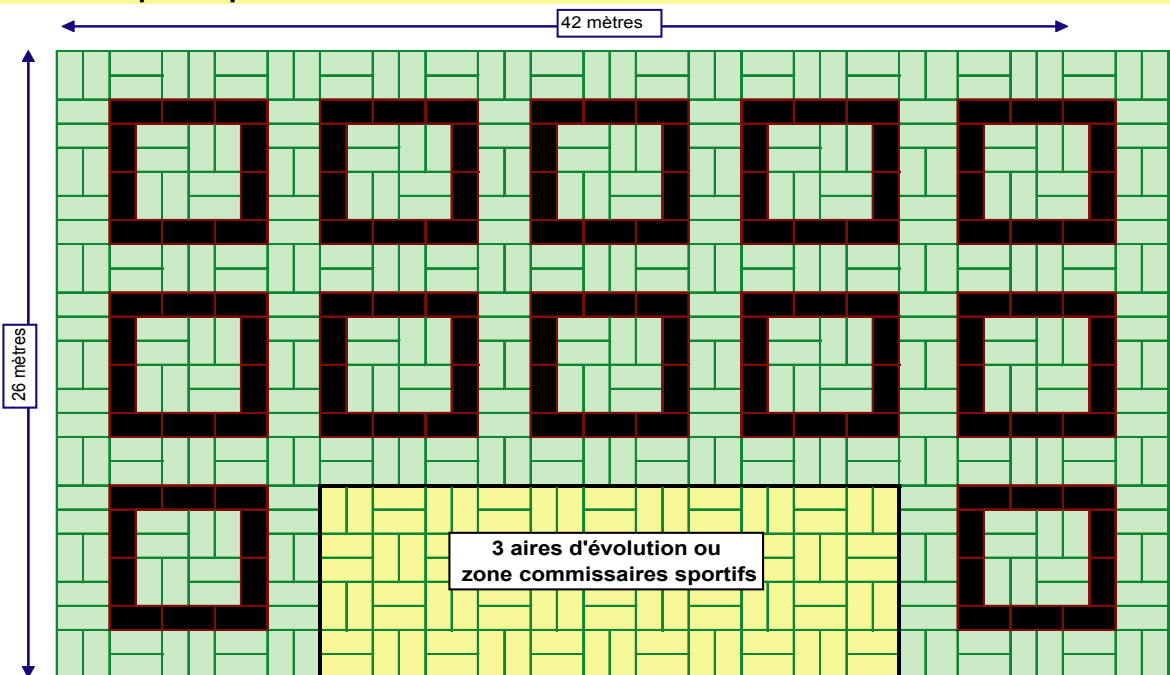 42 mètres
26 mètres
3 aires d'évolution ou
zone commissaires sportifs